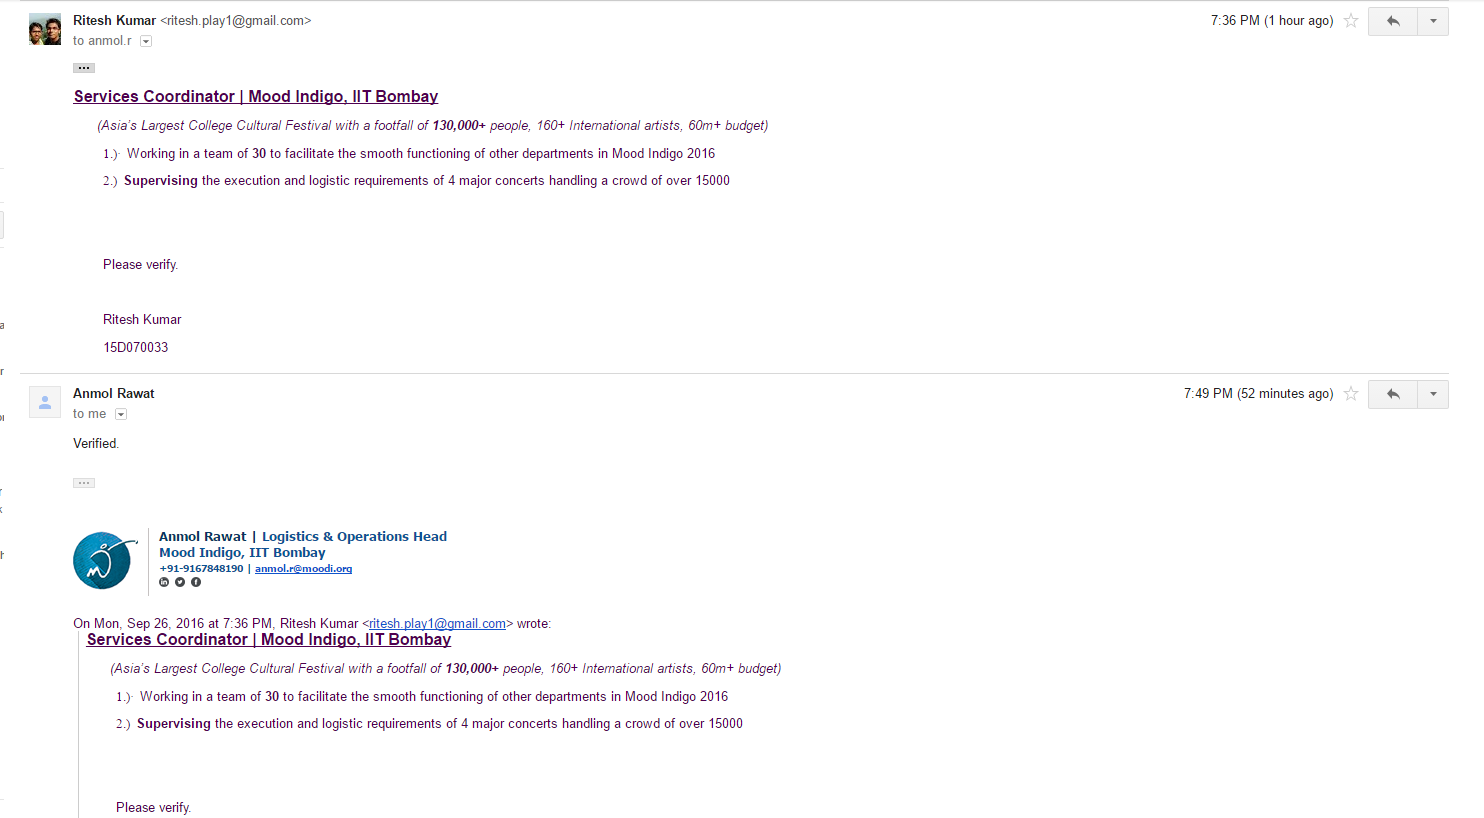 Ritesh Kumar <ritesh.play1@gmail.com> 7:36 PM (1 hour ago)
to anmol.r
Services Coordinator | Mood Indigo, IIT Bombay
(Asia's Largest College Cultural Festival with a footfall of 130,000+ people, 160+ International artists, 60m+ budget)
1.)· Working in a team of 30 to facilitate the smooth functioning of other departments in Mood Indigo 2016
2.) Supervising the execution and logistic requirements of 4 major concerts handling a crowd of over 15000
Please verify.
Ritesh Kumar
15D070033
Anmol Rawat 7:49 PM (52 minutes ago)
to me
Verified.
Anmol Rawat | Logistics & Operations Head
Mood Indigo, IIT Bombay
+91-9167848190 | anmol.r@moodi.org
On Mon, Sep 26, 2016 at 7:36 PM, Ritesh Kumar <ritesh.play1@gmail.com> wrote:
Services Coordinator | Mood Indigo, IIT Bombay
(Asia's Largest College Cultural Festival with a footfall of 130,000+ people, 160+ International artists, 60m+ budget)
1.)· Working in a team of 30 to facilitate the smooth functioning of other departments in Mood Indigo 2016
2.) Supervising the execution and logistic requirements of 4 major concerts handling a crowd of over 15000
Please verify.